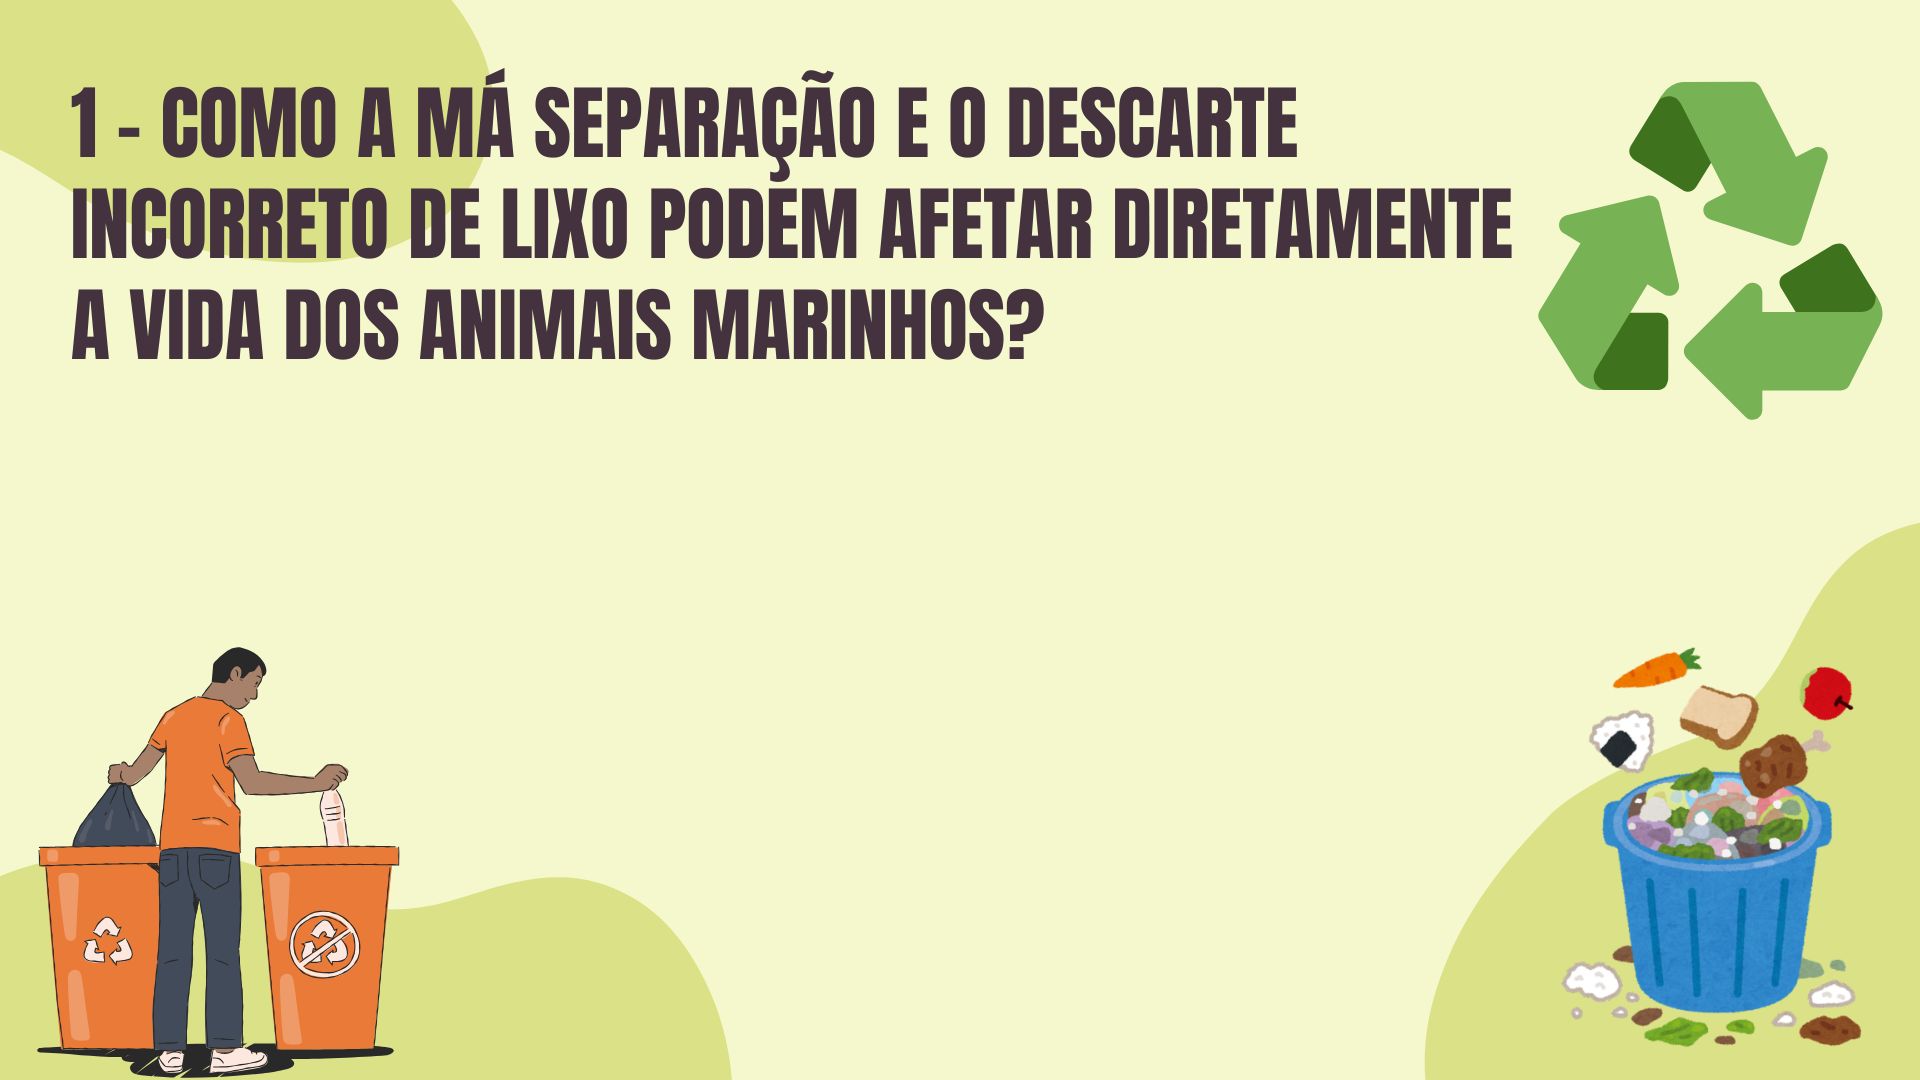 1 - COMO A MÁ SEPARAÇÃO E O DESCARTE
INCORRETO DE LIXO PODEM AFETAR DIRETAMENTE
A VIDA DOS ANIMAIS MARINHOS?